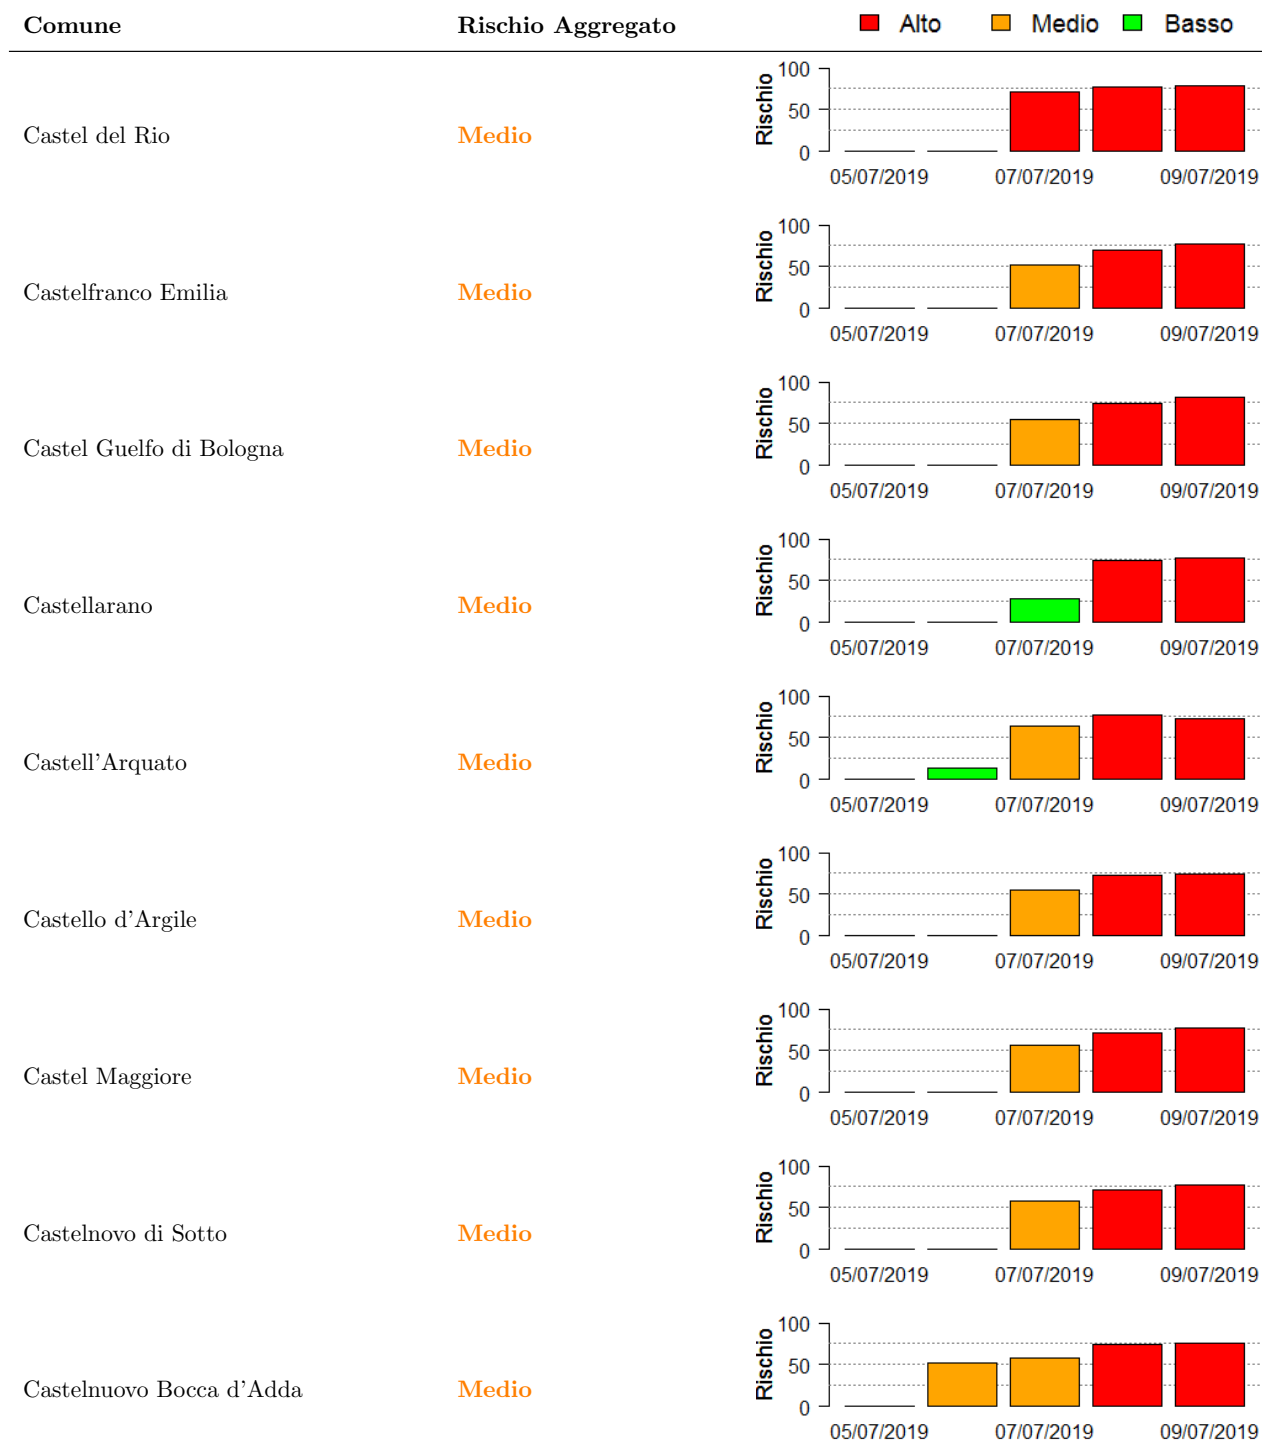 Comune Rischio Aggregato Alto Medio Basso
Castel del Rio Medio
Rischio
100
50
0
05/07/2019 07/07/2019 09/07/2019
Castelfranco Emilia Medio
Rischio
100
50
0
05/07/2019 07/07/2019 09/07/2019
Castel Guelfo di Bologna Medio
Rischio
100
50
0
05/07/2019 07/07/2019 09/07/2019
Castellarano Medio
Rischio
100
50
0
05/07/2019 07/07/2019 09/07/2019
Castell'Arquato Medio
Rischio
100
50
0
05/07/2019 07/07/2019 09/07/2019
Castello d'Argile Medio
Rischio
100
50
0
05/07/2019 07/07/2019 09/07/2019
Castel Maggiore Medio
Rischio
100
50
0
05/07/2019 07/07/2019 09/07/2019
Castelnovo di Sotto Medio
Rischio
100
50
0
05/07/2019 07/07/2019 09/07/2019
Castelnuovo Bocca d'Adda Medio
Rischio
100
50
0
05/07/2019 07/07/2019 09/07/2019